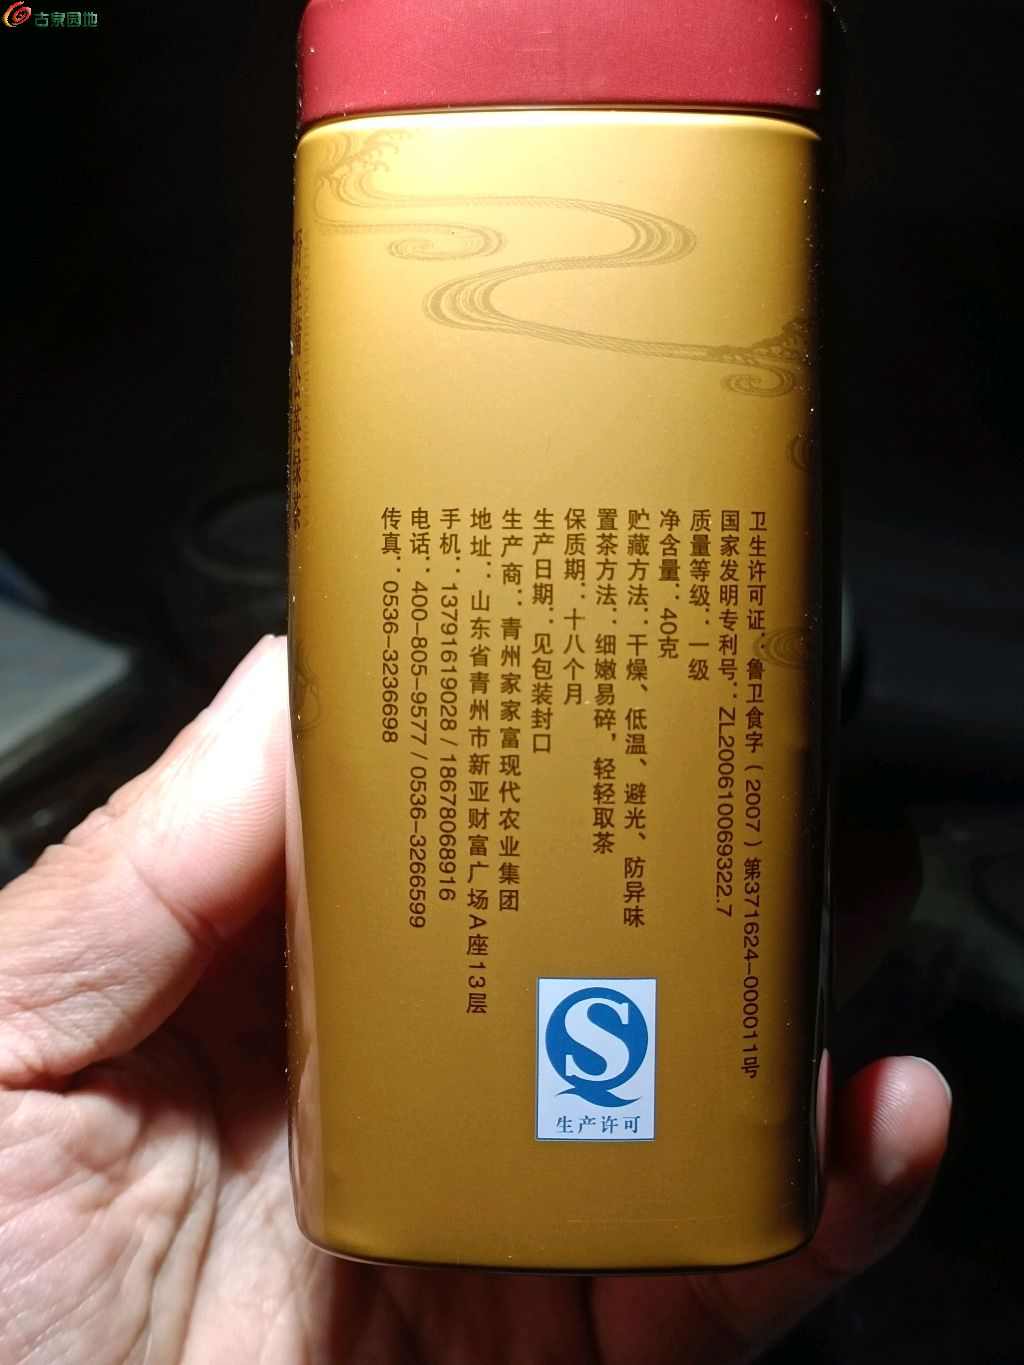 古泉园地
卫生许可证：鲁卫食字（2007）第371624-000011号
国家发明专利号：ZL200610069322.7
质量等级：一级
净含量：40克
贮藏方法：干燥、低温、避光、防异味
置茶方法：细嫩易碎，轻轻取茶
保质期：十八个月
生产日期：见包装封口
生产商：青州家家富现代农业集团
地址：山东省青州市新亚财富广场A座13层
手机：13791619028 / 18678068916
电话：400-805-9577 / 0536-3266599
传真：0536-3236698
生产许可